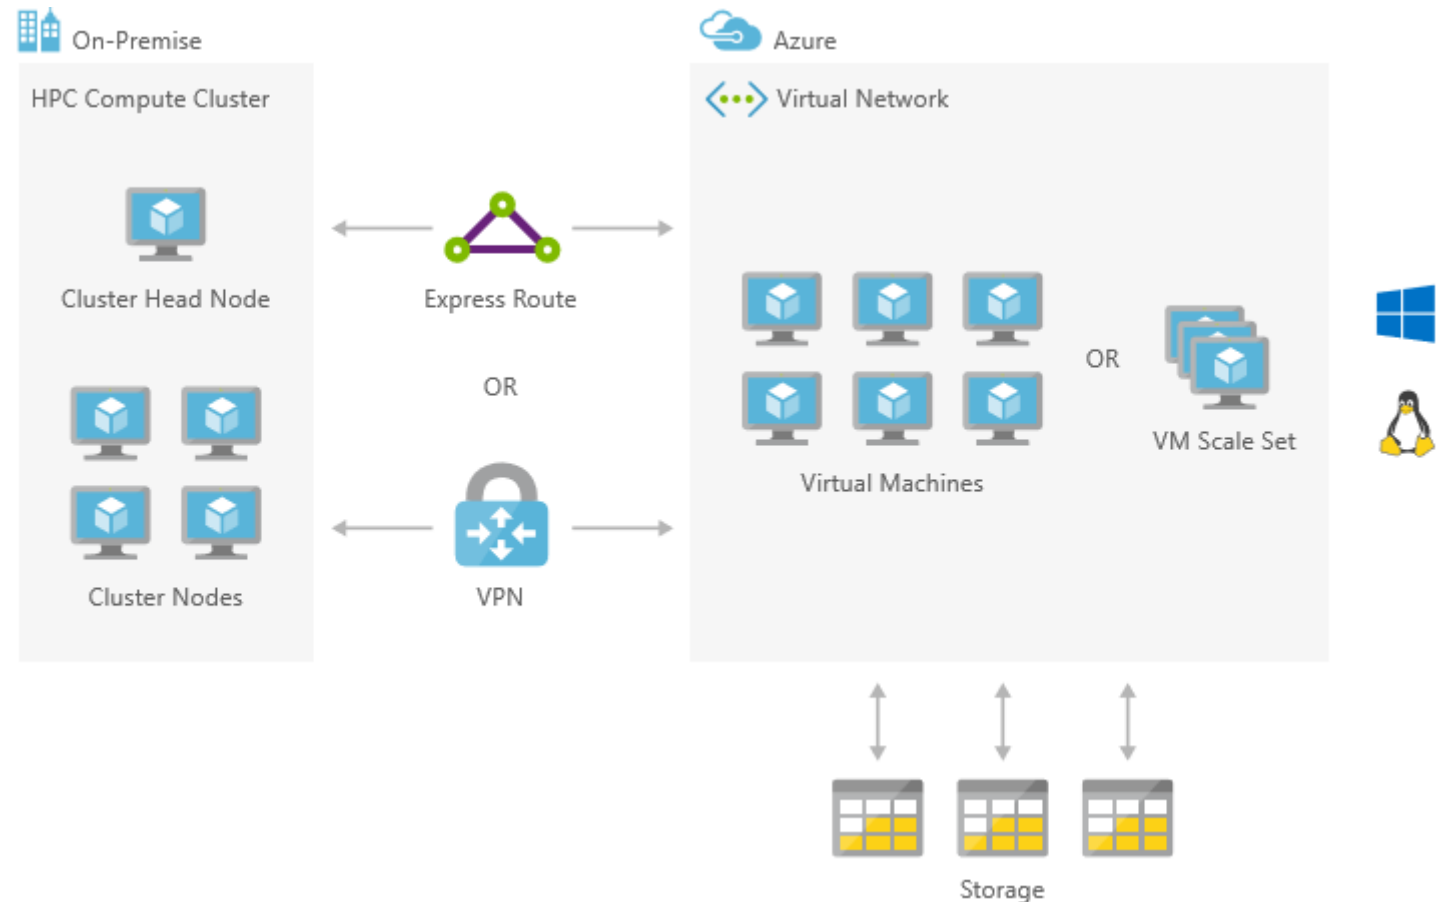 On-Premise
HPC Compute Cluster
Cluster Head Node
Cluster Nodes
Express Route
OR
VPN
Azure
Virtual Network
Virtual Machines
OR
VM Scale Set
Storage